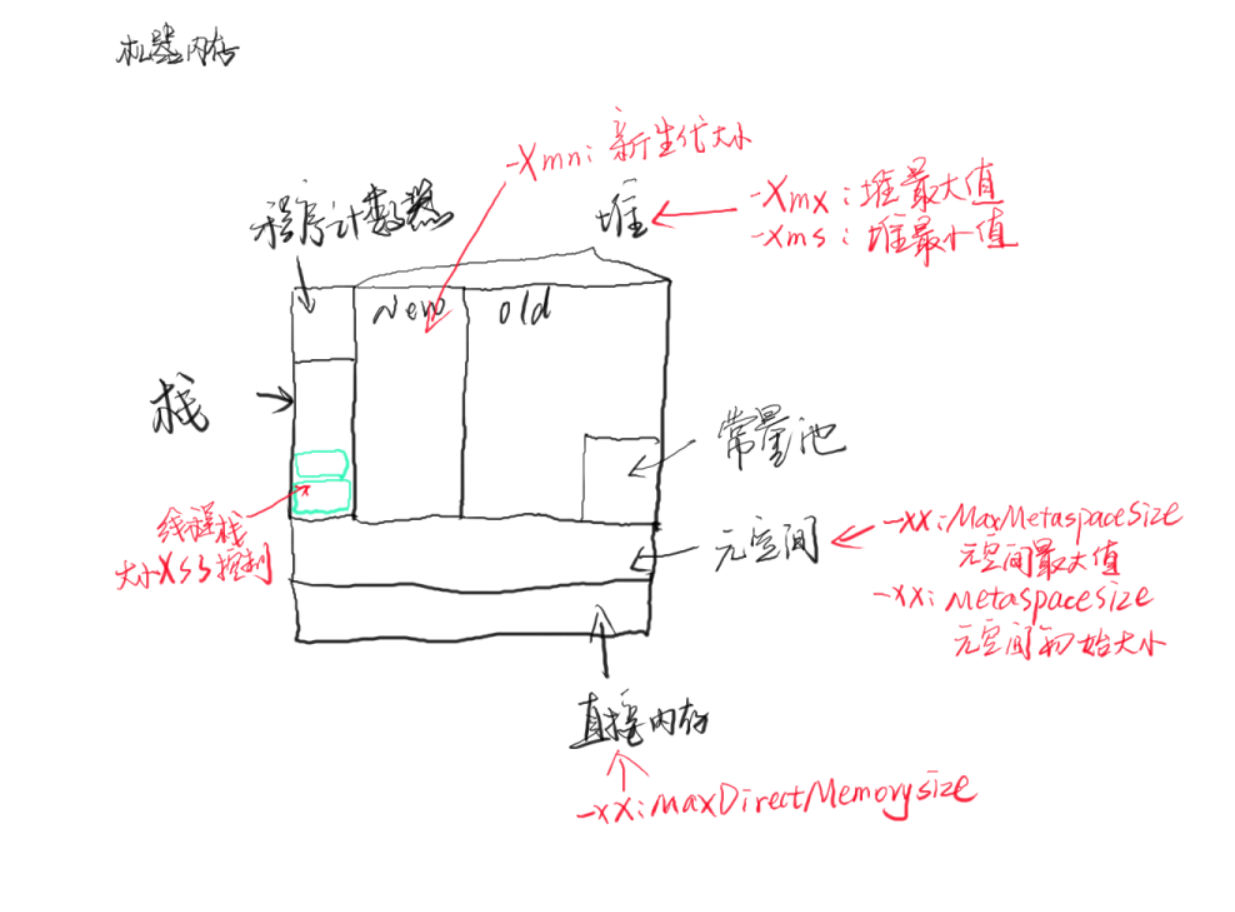 机器内存
-Xmn: 新生代大小
程序计数器
堆
-Xmx: 堆最大值
-Xms: 堆最小值
New
old
栈
常量池
线程栈
大小Xss控制
元空间
-XX:MaxMetaspaceSize
元空间最大值
-XX: Metaspacesize
元空间初始大小
直接内存
-XX:MaxDirectMemorysize